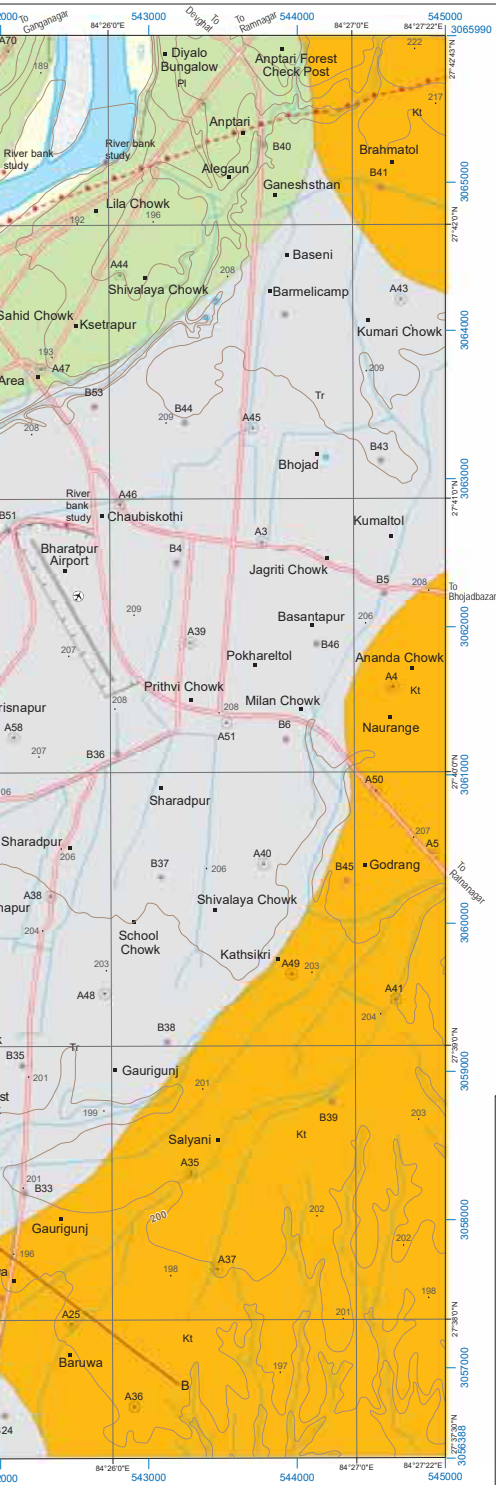 To
Ganganagar
Devghat
To
To
Ramnagar
543000
544000
545000
84°26'0"E
84°27'0"E
84°27'22"E
3065990
27°42'43"N
A70
189
Diyalo
Bungalow
Pl
Anptari Forest
Check Post
222
217
Kt
Anptari
B40
River bank
study
River bank
study
Brahmatol
B41
Alegaun
Ganeshsthan
3065000
Lila Chowk
192
196
27°42'0"N
Baseni
A44
Shivalaya Chowk
208
Barmelicamp
A43
Sahid Chowk
Ksetrapur
Kumari Chowk
3064000
193
A47
Area
209
B53
Tr
B44
209
A45
208
Bhojad
B43
3063000
27°41'0"N
River
bank
study
A46
Chaubiskothi
B51
Kumaltol
A3
Bharatpur
Airport
B4
Jagriti Chowk
B5
208
To
Bhojadbazar
209
Basantapur
206
3062000
A39
B46
207
Pokhareltol
Ananda Chowk
A4
Kt
Prithvi Chowk
Milan Chowk
208
208
A51
B6
Naurange
A58
207
B36
3061000
27°40'0"N
A50
Sharadpur
207
A5
Sharadpur
206
To
Ratnanagar
B37
206
A40
B45
Godrang
A38
Shivalaya Chowk
3060000
204
School
Chowk
Kathsikri
203
A49
203
A48
A41
204
B38
27°39'0"N
Tr
B35
201
Gaurigunj
3059000
201
199
B39
203
Salyani
Kt
A35
201
B33
202
200
Gaurigunj
3058000
202
196
198
A37
198
201
27°38'0"N
A25
Kt
Baruwa
197
3057000
B
A36
27°37'30"N
3056388
84°26'0"E
84°27'0"E
84°27'22"E
543000
544000
545000